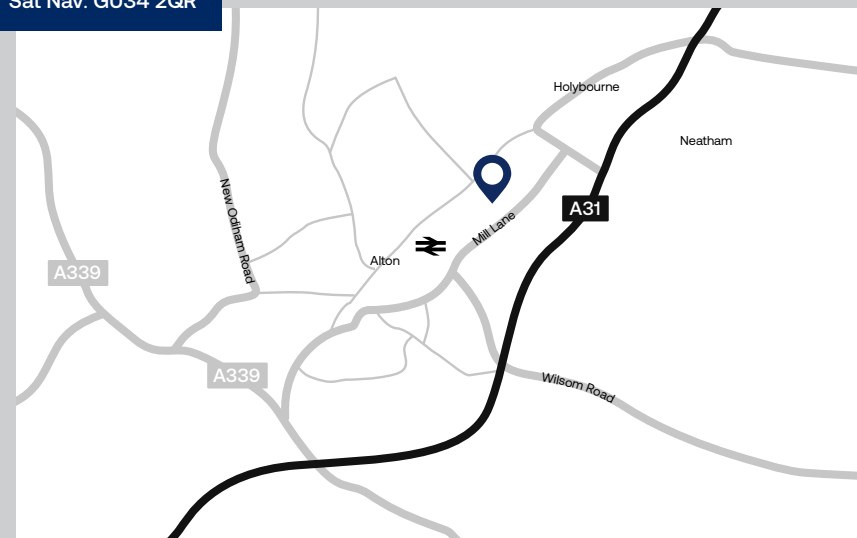 Sat Nav: GU34 2QR
Holybourne
Neatham
New Odiham Road
A31
Mill Lane
Alton
A339
A339
Wilsom Road